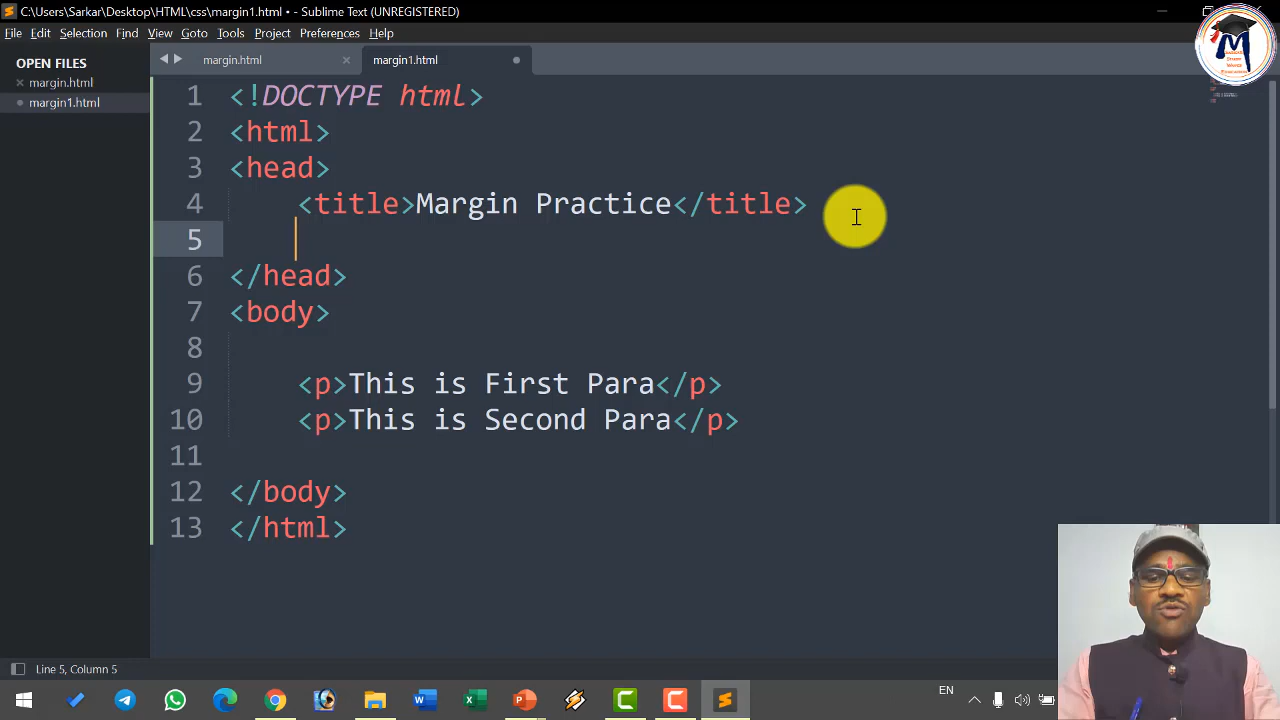 C:\Users\Sarkar\Desktop\HTML\css\margin1.html • - Sublime Text (UNREGISTERED)
File Edit Selection Find View Goto Tools Project Preferences Help
OPEN FILES
margin.html
margin1.html
margin.html
margin1.html
1 <!DOCTYPE html>
2 <html>
3 <head>
4 <title>Margin Practice</title>
5
6 </head>
7 <body>
8
9 <p>This is First Para</p>
10 <p>This is Second Para</p>
11
12 </body>
13 </html>
Line 5, Column 5
EN